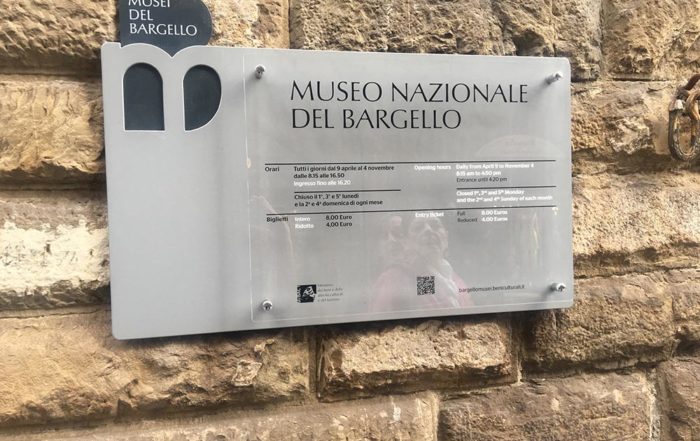 MUSEI
DEL
BARGELLO
MUSEO NAZIONALE
DEL BARGELLO
Orari
Tutti i giorni dal 9 aprile al 4 novembre
dalle 8.15 alle 16.50
ingresso fino alle 16.20
Chiuso il 1°, 3° e 5° lunedì
e la 2° e 4° domenica di ogni mese
Opening hours
Daily from April 9 to November 4
8.15 am to 4.50 pm
Entrance until 4.20 pm
Closed 1st, 3rd and 5th Monday
and the 2nd and 4th Sunday of each month
Biglietti
Intero 8,00 Euro
Ridotto 4,00 Euro
Entry ticket
Full 8.00 Euros
Reduced 4.00 Euros
bargellomusei.beniculturali.it